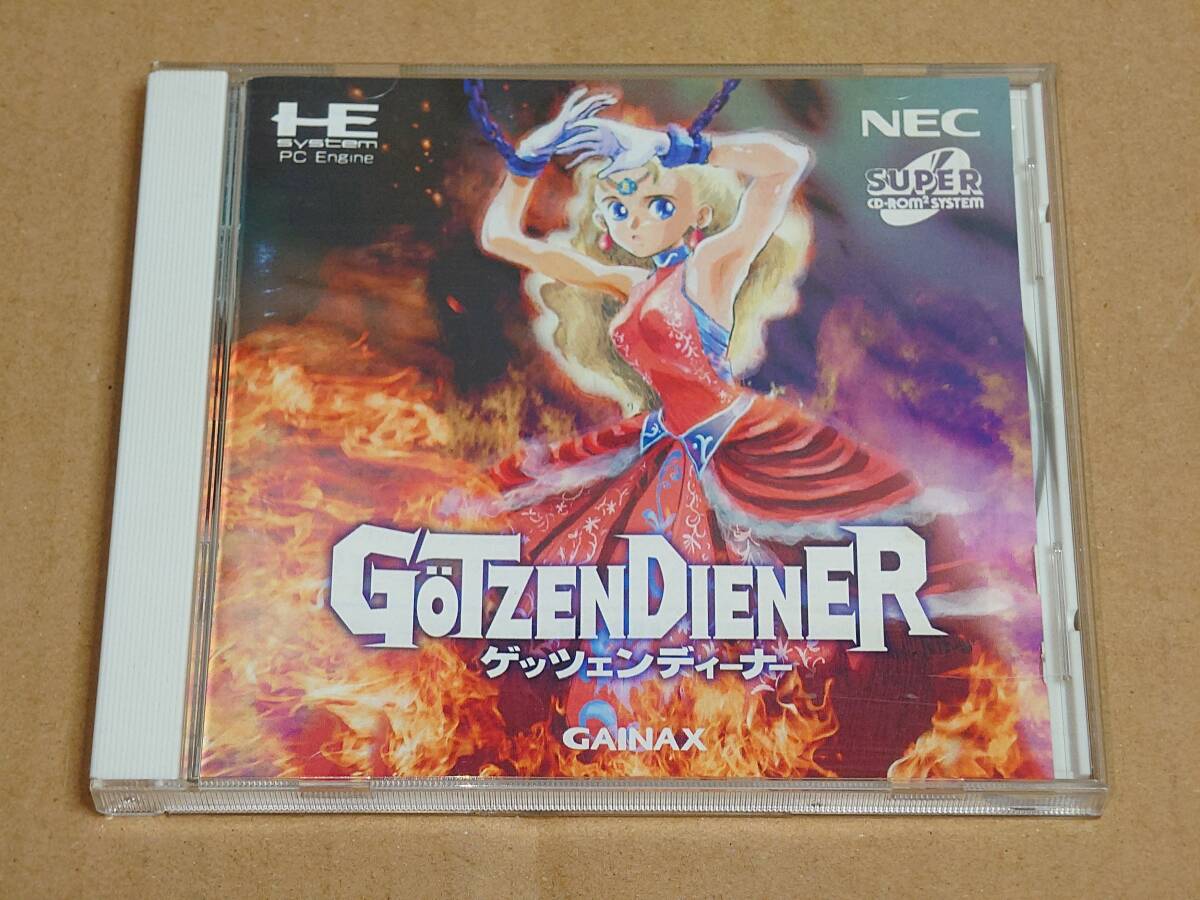 HE
system
PC Engine
NEC
SUPER
CD-ROM² SYSTEM
GÖTZENDIENER
ゲッツェンディーナー
GAINAX